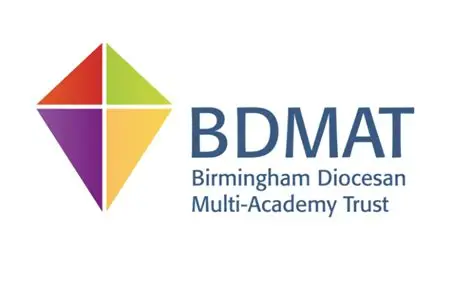 BDMAT
Birmingham Diocesan
Multi-Academy Trust